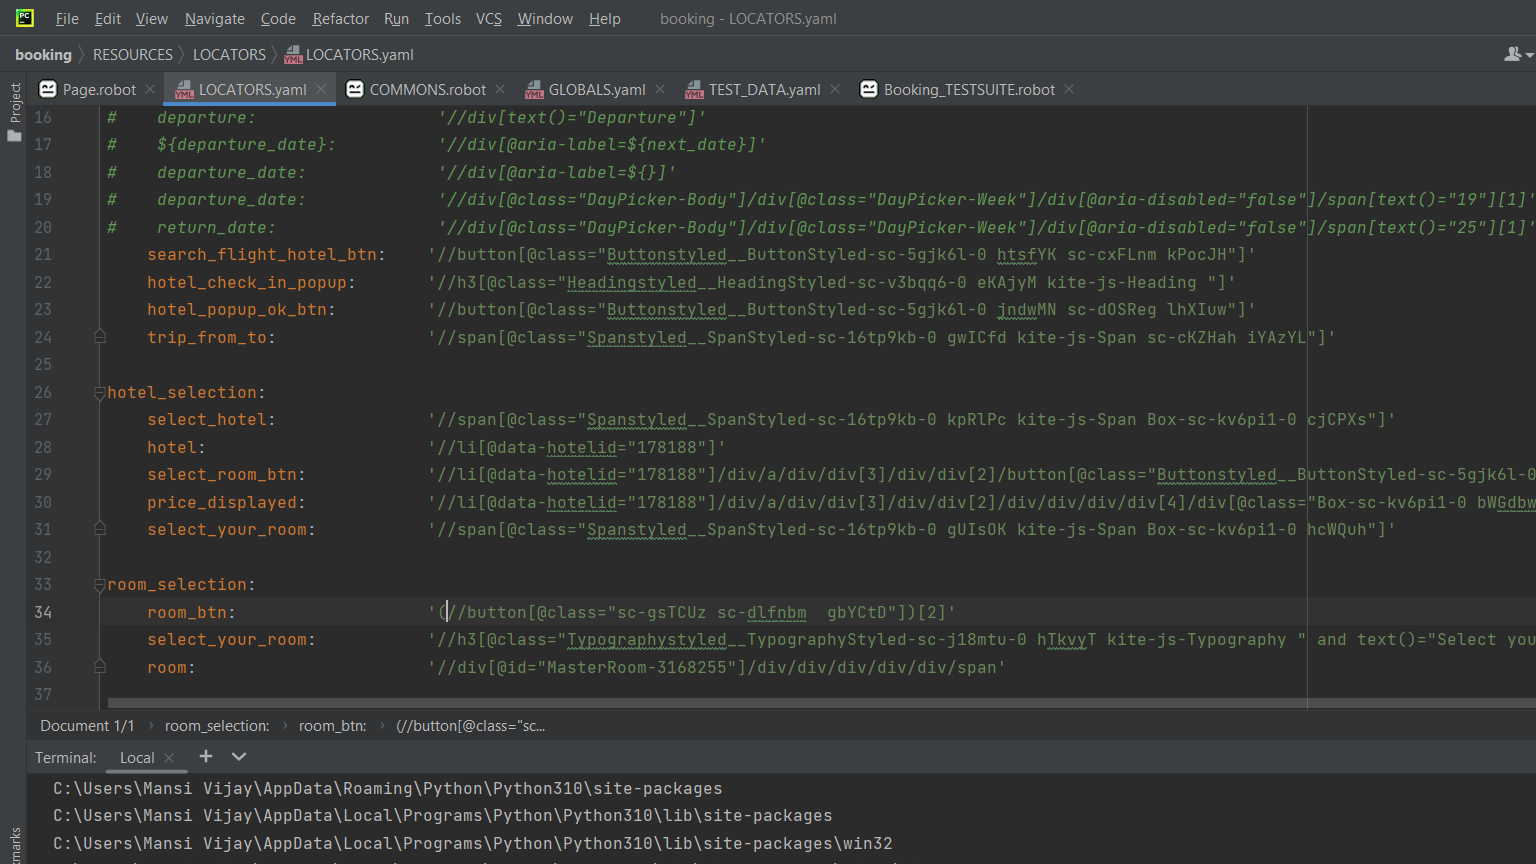 PC
File Edit View Navigate Code Refactor Run Tools VCS Window Help booking - LOCATORS.yaml
booking RESOURCES LOCATORS LOCATORS.yaml
Page.robot LOCATORS.yaml COMMONS.robot GLOBALS.yaml TEST_DATA.yaml Booking_TESTSUITE.robot
Project
16 # departure: '//div[text()="Departure"]'
17 # ${departure_date}: '//div[@aria-label=${next_date}]'
18 # departure_date: '//div[@aria-label=${}]'
19 # departure_date: '//div[@class="DayPicker-Body"]/div[@class="DayPicker-Week"]/div[@aria-disabled="false"]/span[text()="19"][1]'
20 # return_date: '//div[@class="DayPicker-Body"]/div[@class="DayPicker-Week"]/div[@aria-disabled="false"]/span[text()="25"][1]'
21 search_flight_hotel_btn: '//button[@class="Buttonstyled__ButtonStyled-sc-5gjk6l-0 htsfYK sc-cxFLnm kPocJH"]'
22 hotel_check_in_popup: '//h3[@class="Headingstyled__HeadingStyled-sc-v3bqq6-0 eKAjyM kite-js-Heading "]'
23 hotel_popup_ok_btn: '//button[@class="Buttonstyled__ButtonStyled-sc-5gjk6l-0 jndwMN sc-dOSReg lhXIuw"]'
24 trip_from_to: '//span[@class="Spanstyled__SpanStyled-sc-16tp9kb-0 gwICfd kite-js-Span sc-cKZHah iYAzYL"]'
25
26 hotel_selection:
27 select_hotel: '//span[@class="Spanstyled__SpanStyled-sc-16tp9kb-0 kpRlPc kite-js-Span Box-sc-kv6pi1-0 cjCPXs"]'
28 hotel: '//li[@data-hotelid="178188"]'
29 select_room_btn: '//li[@data-hotelid="178188"]/div/a/div/div[3]/div/div[2]/button[@class="Buttonstyled__ButtonStyled-sc-5gjk6l-0
30 price_displayed: '//li[@data-hotelid="178188"]/div/a/div/div[3]/div/div[2]/div/div/div/div[4]/div[@class="Box-sc-kv6pi1-0 bWGdbw
31 select_your_room: '//span[@class="Spanstyled__SpanStyled-sc-16tp9kb-0 gUIsOK kite-js-Span Box-sc-kv6pi1-0 hcWQuh"]'
32
33 room_selection:
34 room_btn: '(//button[@class="sc-gsTCUz sc-dlfnbm  gbYCtD"])[2]'
35 select_your_room: '//h3[@class="Typographystyled__TypographyStyled-sc-j18mtu-0 hTkvyT kite-js-Typography " and text()="Select you
36 room: '//div[@id="MasterRoom-3168255"]/div/div/div/div/div/span'
37
Document 1/1 room_selection: room_btn: (//button[@class="sc...
Terminal: Local
C:\Users\Mansi Vijay\AppData\Roaming\Python\Python310\site-packages
C:\Users\Mansi Vijay\AppData\Local\Programs\Python\Python310\lib\site-packages
C:\Users\Mansi Vijay\AppData\Local\Programs\Python\Python310\lib\site-packages\win32